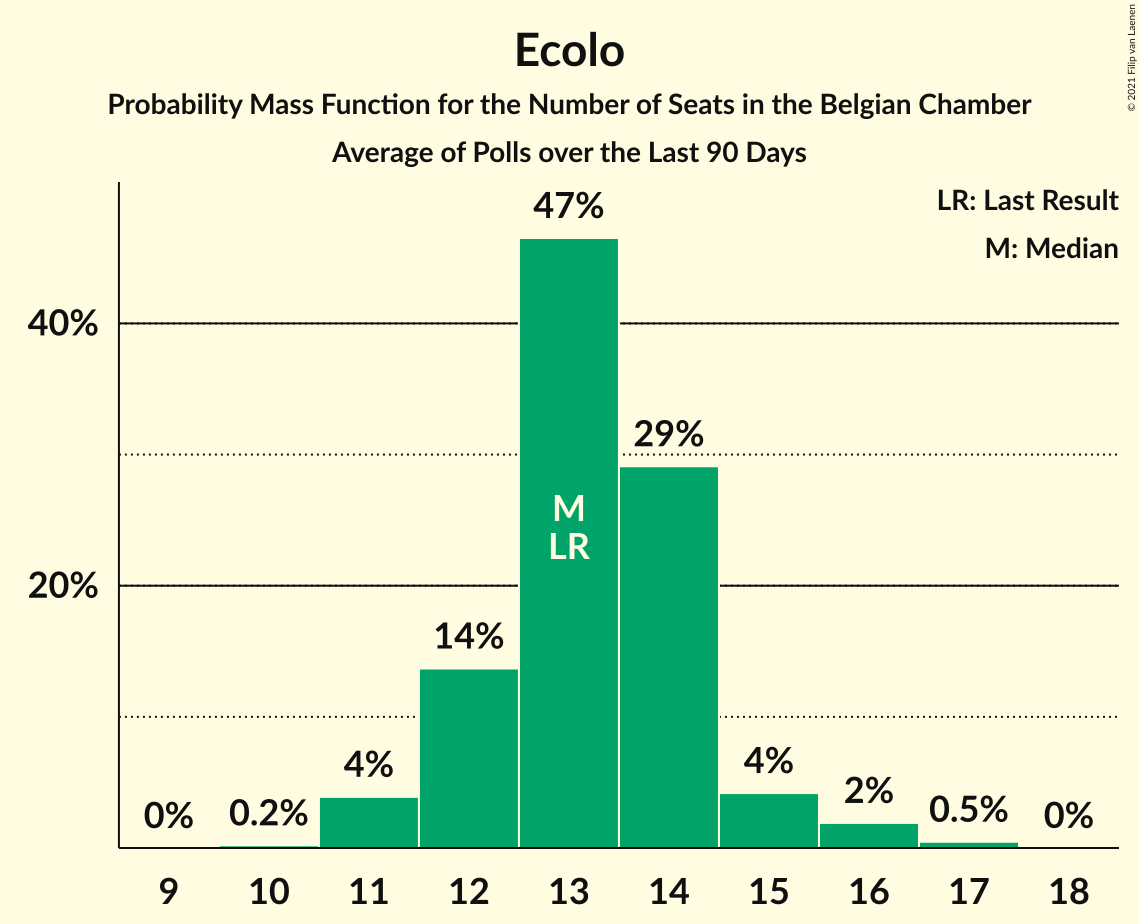 Ecolo
Probability Mass Function for the Number of Seats in the Belgian Chamber
Average of Polls over the Last 90 Days
© 2021 Filip van Laenen
LR: Last Result
M: Median
40%
20%
0%
0.2%
4%
14%
47%
M
LR
29%
4%
2%
0.5%
0%
9 10 11 12 13 14 15 16 17 18